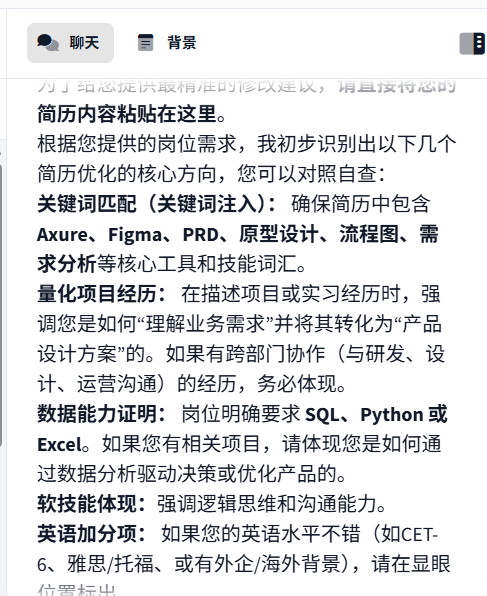 聊天 背景
为了给您提供最精准的修改建议，请直接将您的
简历内容粘贴在这里。
根据您提供的岗位需求，我初步识别出以下几个
简历优化的核心方向，您可以对照自查：
关键词匹配（关键词注入）： 确保简历中包含
Axure、Figma、PRD、原型设计、流程图、需
求分析等核心工具和技能词汇。
量化项目经历： 在描述项目或实习经历时，强
调您是如何“理解业务需求”并将其转化为“产品
设计方案”的。如果有跨部门协作（与研发、设
计、运营沟通）的经历，务必体现。
数据能力证明： 岗位明确要求 SQL、Python 或
Excel。如果您有相关项目，请体现您是如何通
过数据分析驱动决策或优化产品的。
软技能体现：强调逻辑思维和沟通能力。
英语加分项： 如果您的英语水平不错（如CET-
6、雅思/托福、或有外企/海外背景），请在显眼
位置标出